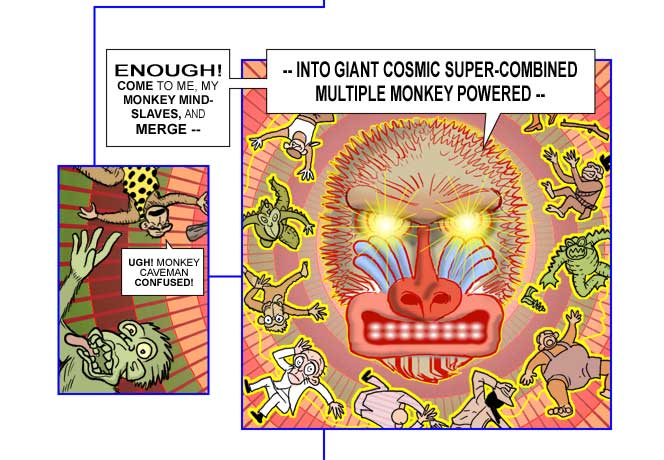 ENOUGH!
COME TO ME, MY
MONKEY MIND-
SLAVES, AND
MERGE --
-- INTO GIANT COSMIC SUPER-COMBINED
MULTIPLE MONKEY POWERED --
UGH! MONKEY
CAVEMAN
CONFUSED!